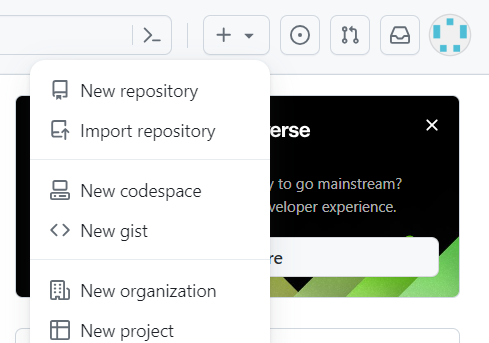 New repository
Import repository
New codespace
New gist
New organization
New project
erse
y to go mainstream?
veloper experience.
re